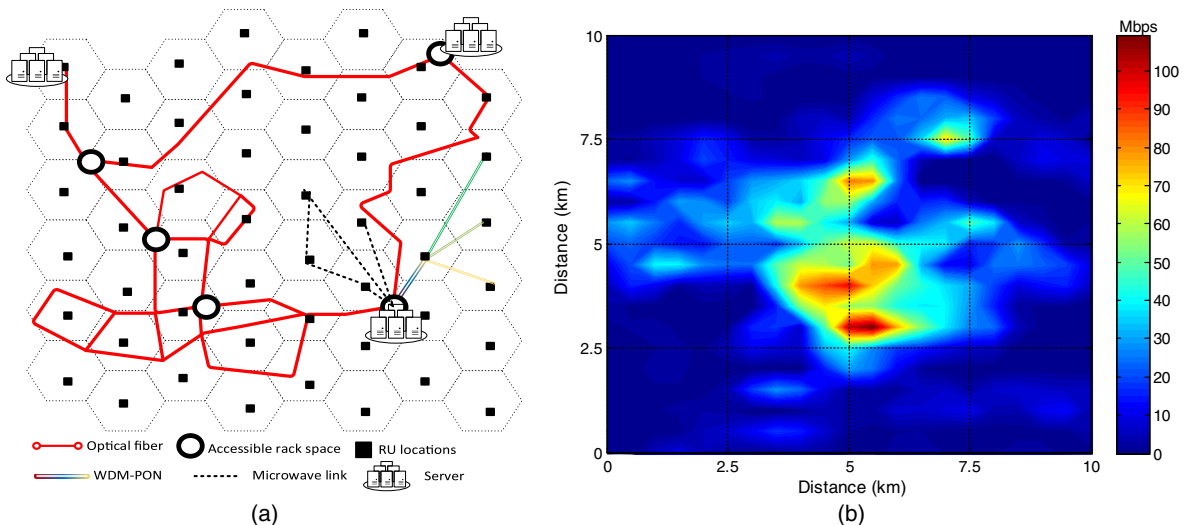 Optical fiber
Accessible rack space
RU locations
WDM-PON
Microwave link
Server
(a)
Mbps
100
90
80
70
60
50
40
30
20
10
0
10
7.5
5
2.5
0
Distance (km)
0 2.5 5 7.5 10
Distance (km)
(b)